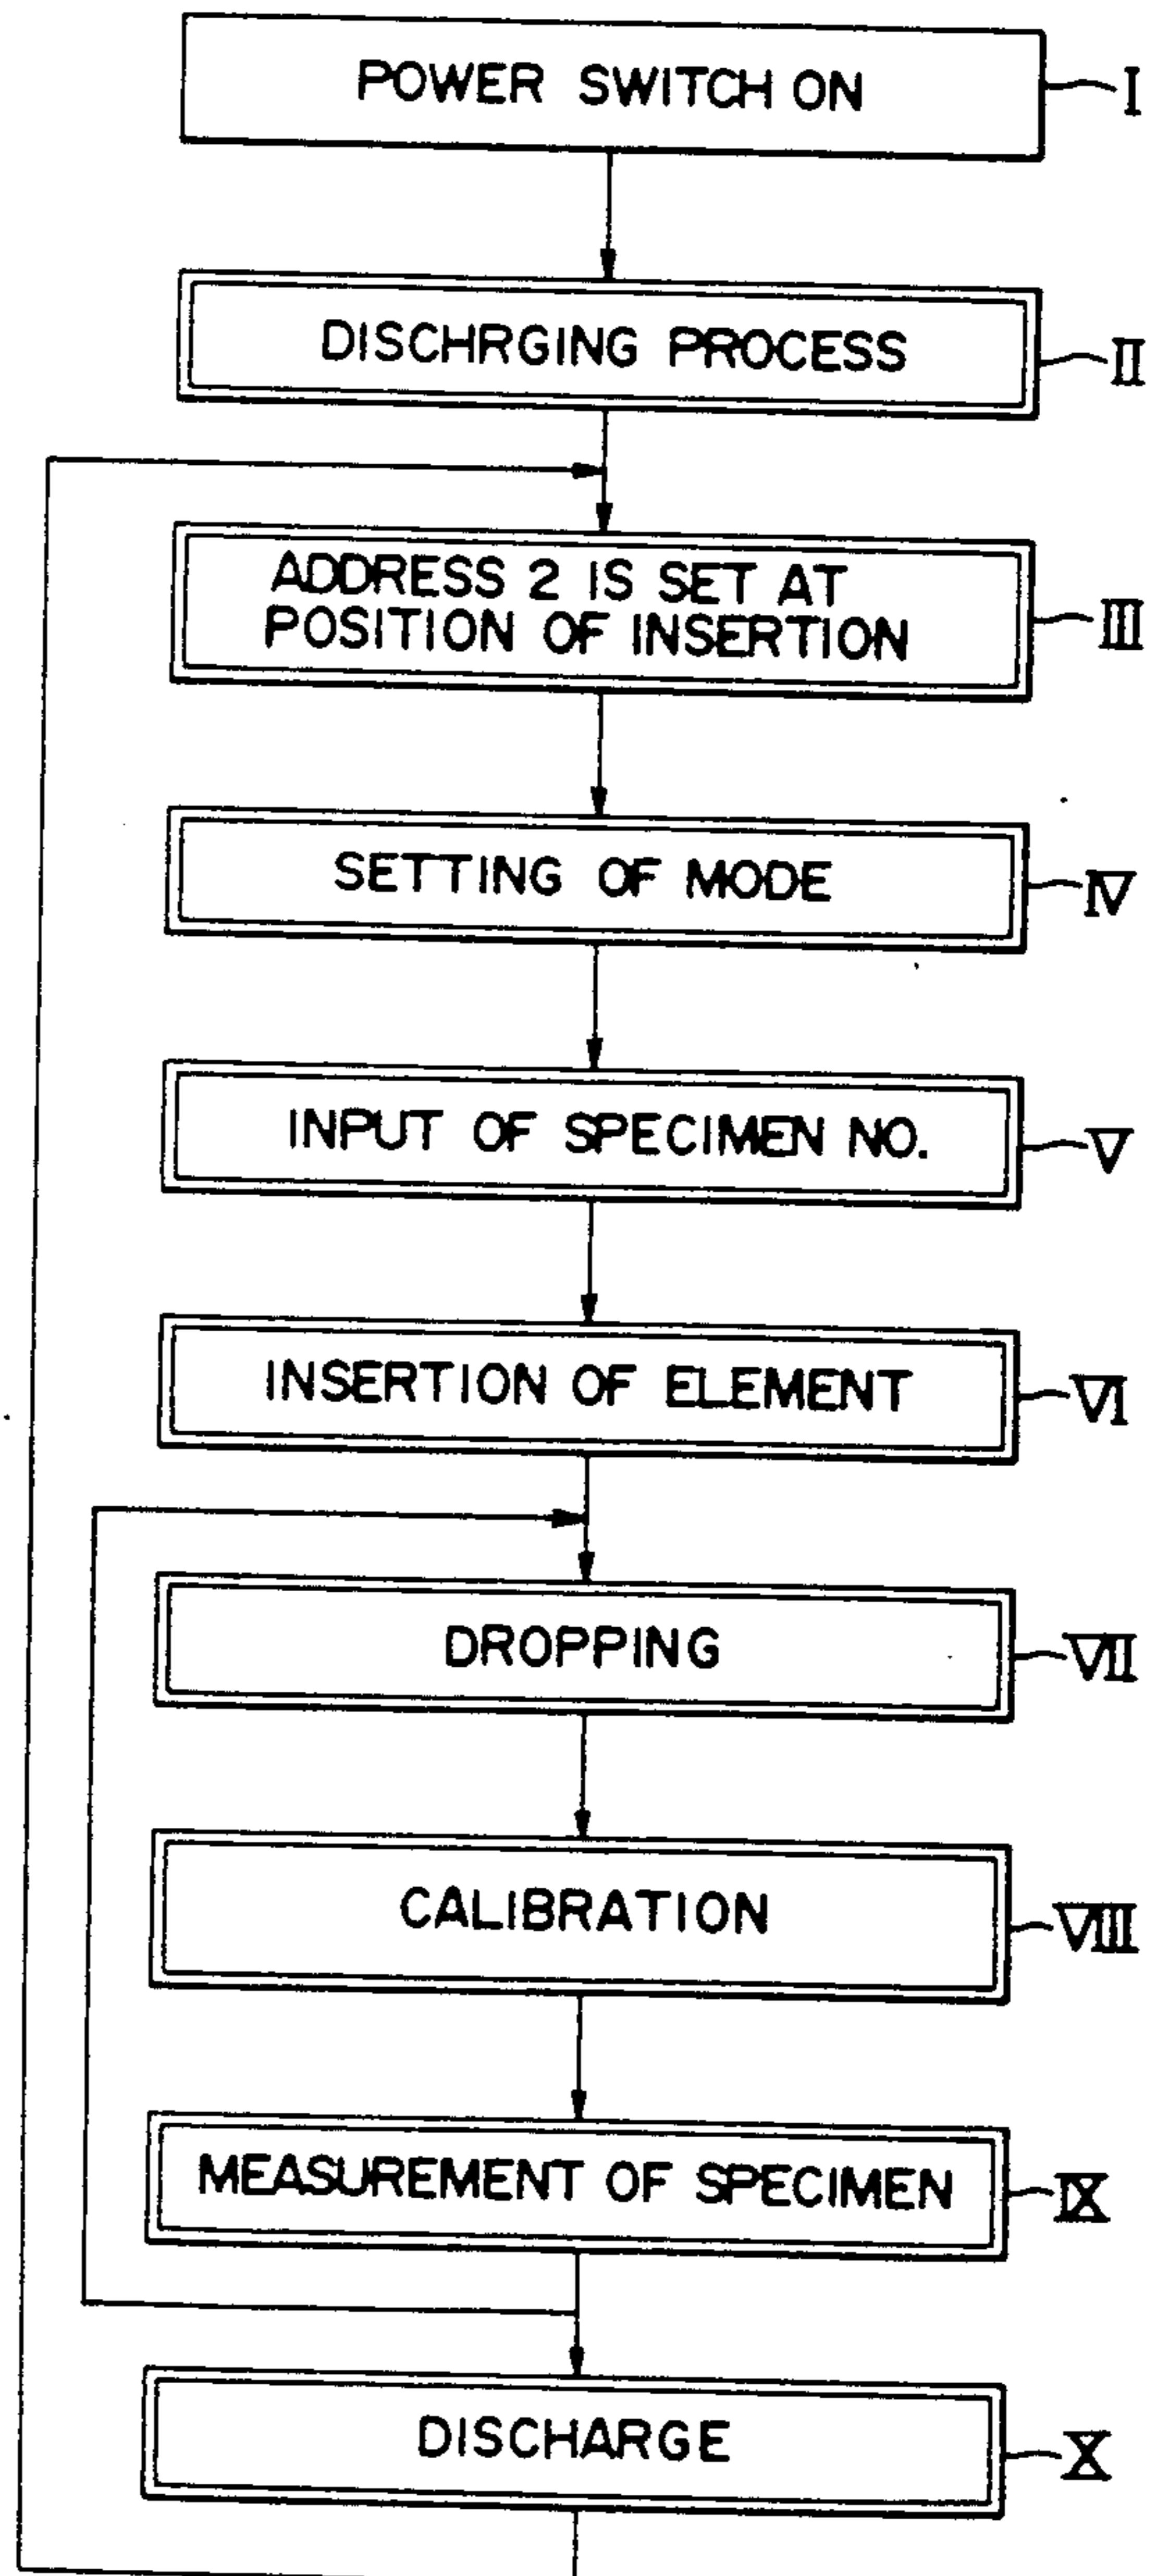 POWER SWITCH ON
I
DISCHRGING PROCESS
II
ADDRESS 2 IS SET AT
POSITION OF INSERTION
III
SETTING OF MODE
IV
INPUT OF SPECIMEN NO.
V
INSERTION OF ELEMENT
VI
DROPPING
VII
CALIBRATION
VIII
MEASUREMENT OF SPECIMEN
IX
DISCHARGE
X